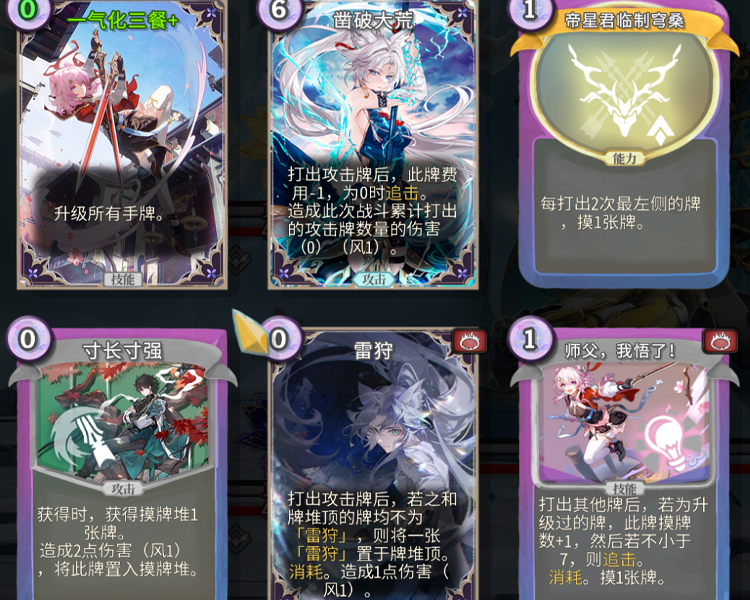 0
一气化三餐+
升级所有手牌。
技能
6
凿破大荒
打出攻击牌后，此牌费
用-1，为0时追击。
造成此次战斗累计打出
的攻击牌数量的伤害
（0）（风1）。
攻击
1
帝星君临制穹桑
能力
每打出2次最左侧的牌
，摸1张牌。
0
寸长寸强
攻击
获得时，获得摸牌堆1
张牌。
造成2点伤害（风1）
，将此牌置入摸牌堆。
0
雷狩
打出攻击牌后，若之和
牌堆顶的牌均不为
「雷狩」，则将一张
「雷狩」置于牌堆顶。
消耗。造成1点伤害（
风1）。
1
师父，我悟了！
技能
打出其他牌后，若为升
级过的牌，此牌摸牌
数+1，然后若不小于
7，则追击。
消耗。摸1张牌。